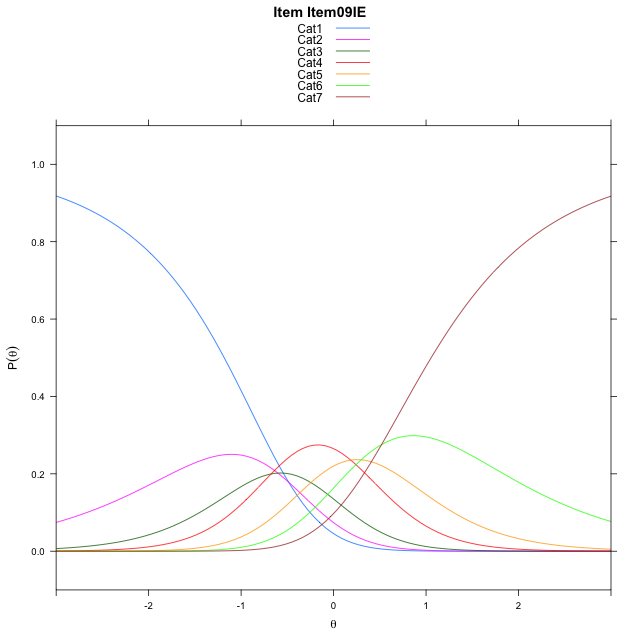 Item Item09IE
Cat1
Cat2
Cat3
Cat4
Cat5
Cat6
Cat7
1.0
0.8
0.6
0.4
0.2
0.0
P(θ)
-2 -1 0 1 2
θ